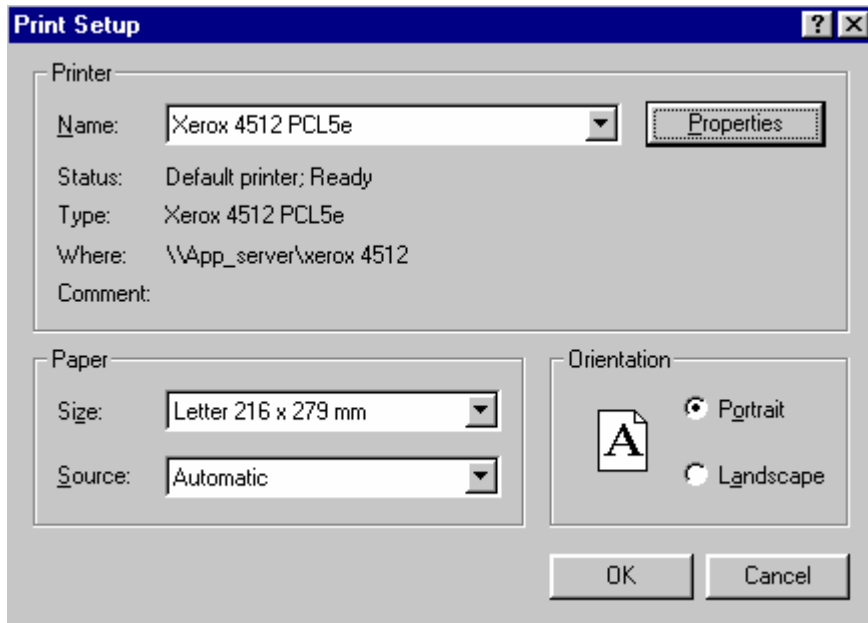 Print Setup
Printer
Name: Xerox 4512 PCL5e Properties
Status: Default printer; Ready
Type: Xerox 4512 PCL5e
Where: \\App_server\xerox 4512
Comment:
Paper
Size: Letter 216 x 279 mm
Source: Automatic
Orientation
A
Portrait
Landscape
OK Cancel